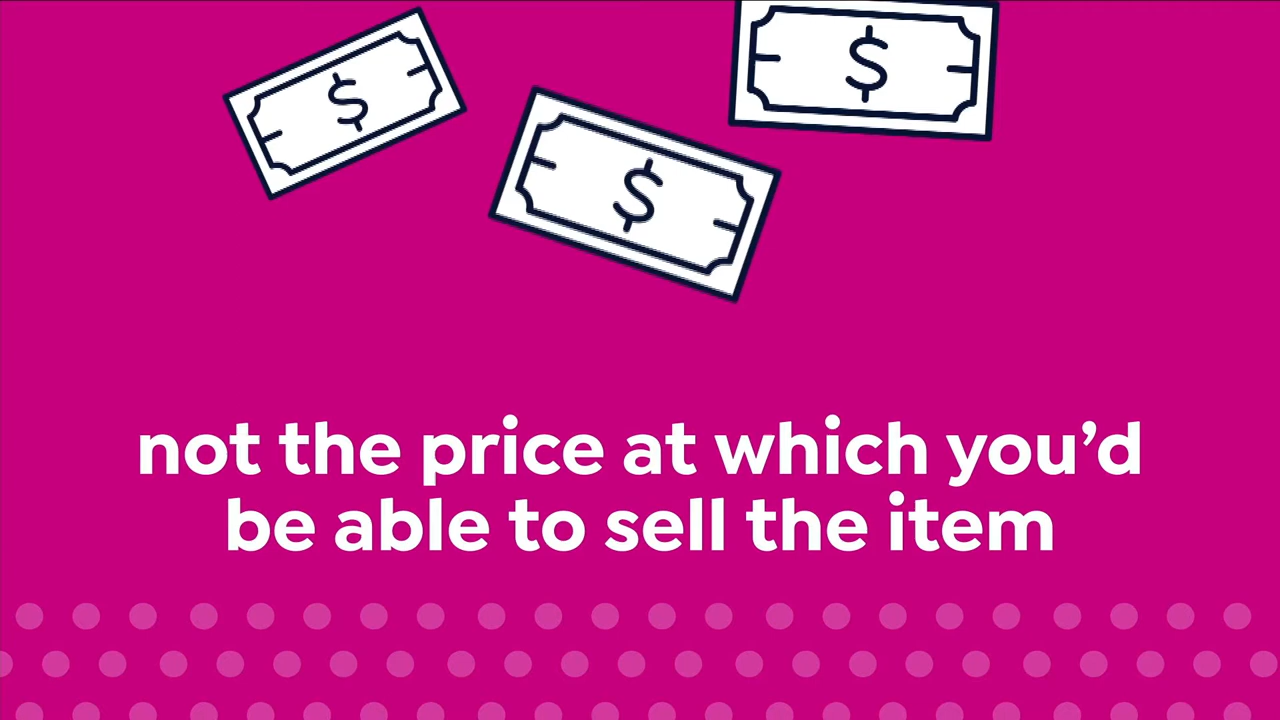 $
$
$
not the price at which you’d
be able to sell the item